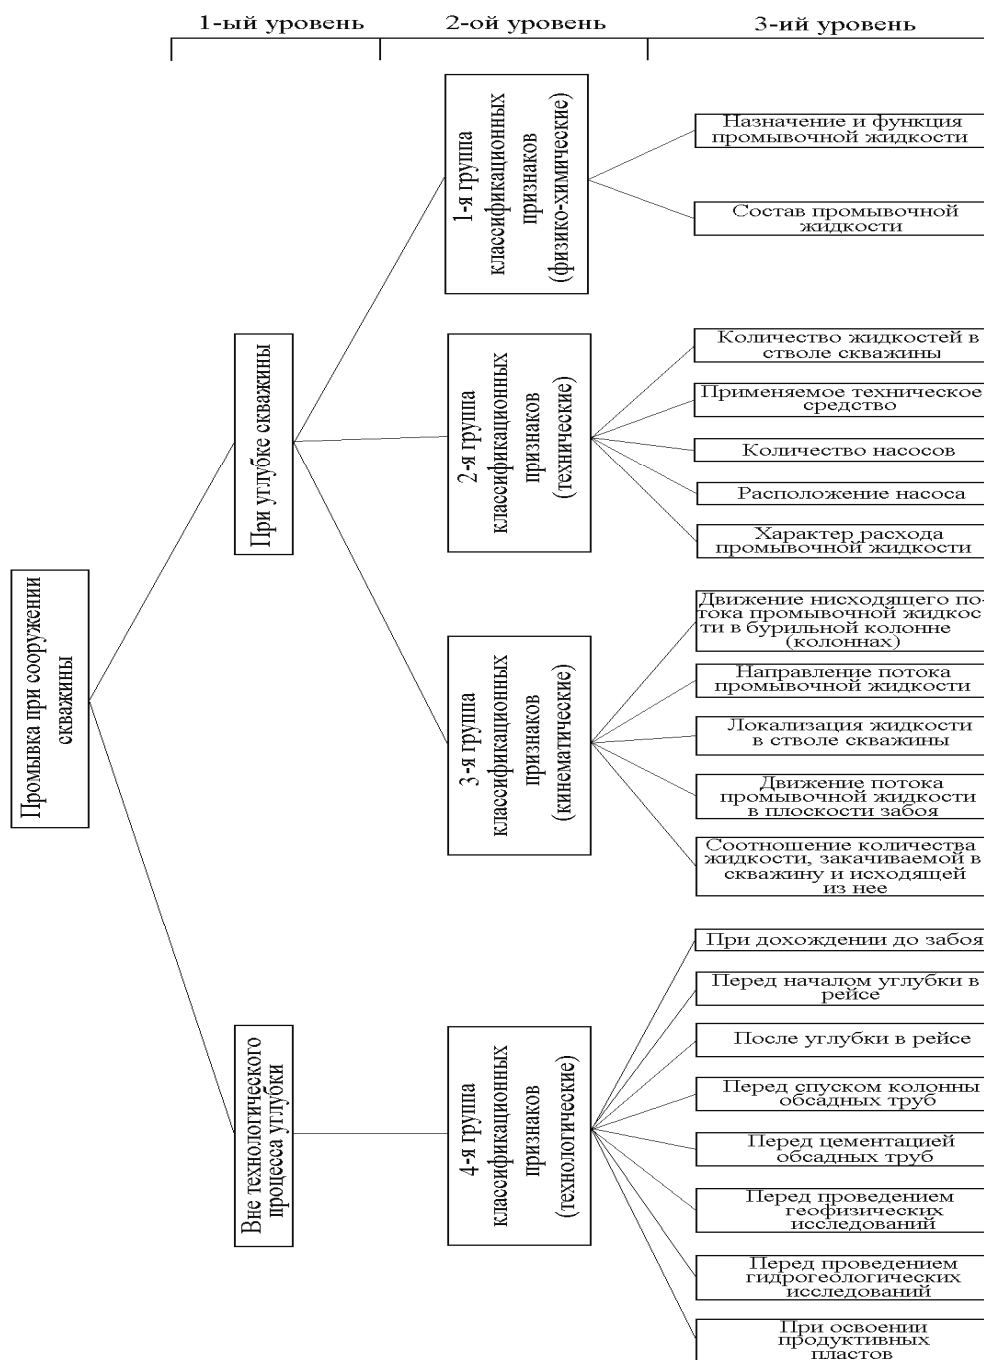 1-ый уровень
2-ой уровень
3-ий уровень
Промывка при сооружении
скважины
При углубке скважины
Вне технологического
процесса углубки
1-я группа
классификационных
признаков
(физико-химические)
2-я группа
классификационных
признаков
(технические)
3-я группа
классификационных
признаков
(кинематические)
4-я группа
классификационных
признаков
(технологические)
Назначение и функция
промывочной жидкости
Состав промывочной
жидкости
Количество жидкостей в
стволе скважины
Применяемое техническое
средство
Количество насосов
Расположение насоса
Характер расхода
промывочной жидкости
Движение нисходящего по-
тока промывочной жидкос-
ти в бурильной колонне
(колоннах)
Направление потока
промывочной жидкости
Локализация жидкости
в стволе скважины
Движение потока
промывочной жидкости
в плоскости забоя
Соотношение количества
жидкости, закачиваемой в
скважину и исходящей
из нее
При дохождении до забоя
Перед началом углубки в
рейсе
После углубки в рейсе
Перед спуском колонны
обсадных труб
Перед цементацией
обсадных труб
Перед проведением
геофизических
исследований
Перед проведением
гидрогеологических
исследований
При освоении
продуктивных
пластов